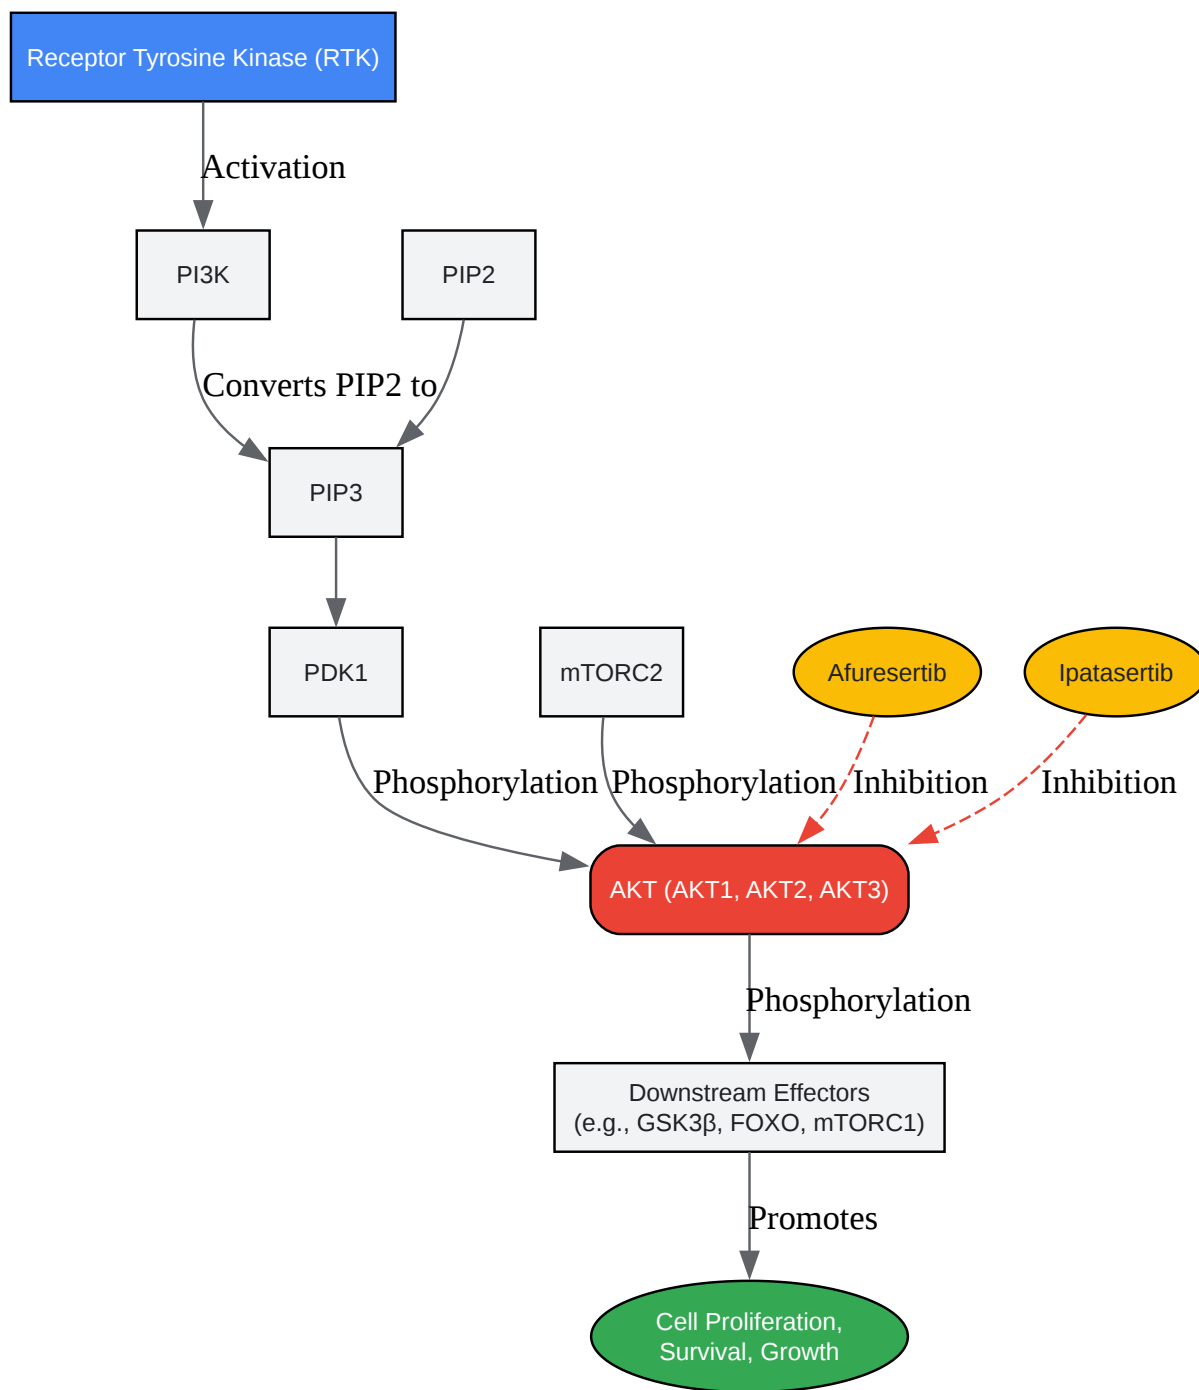 Receptor Tyrosine Kinase (RTK)
Activation
PI3K
PIP2
Converts PIP2 to
PIP3
PDK1
mTORC2
Afuresertib
Ipatasertib
Phosphorylation
Phosphorylation
Inhibition
Inhibition
AKT (AKT1, AKT2, AKT3)
Phosphorylation
Downstream Effectors
(e.g., GSK3β, FOXO, mTORC1)
Promotes
Cell Proliferation,
Survival, Growth